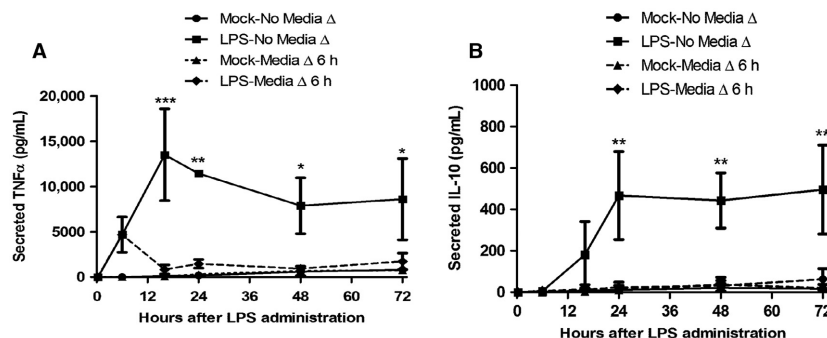 A
Mock-No Media Δ
LPS-No Media Δ
Mock-Media Δ 6 h
LPS-Media Δ 6 h
Secreted TNFα (pg/mL)
20,000
15,000
10,000
5000
0
***
**
*
*
0 12 24 36 48 60 72
Hours after LPS administration
B
Mock-No Media Δ
LPS-No Media Δ
Mock-Media Δ 6 h
LPS-Media Δ 6 h
Secreted IL-10 (pg/mL)
1000
800
600
400
200
0
**
**
**
0 12 24 36 48 60 72
Hours after LPS administration